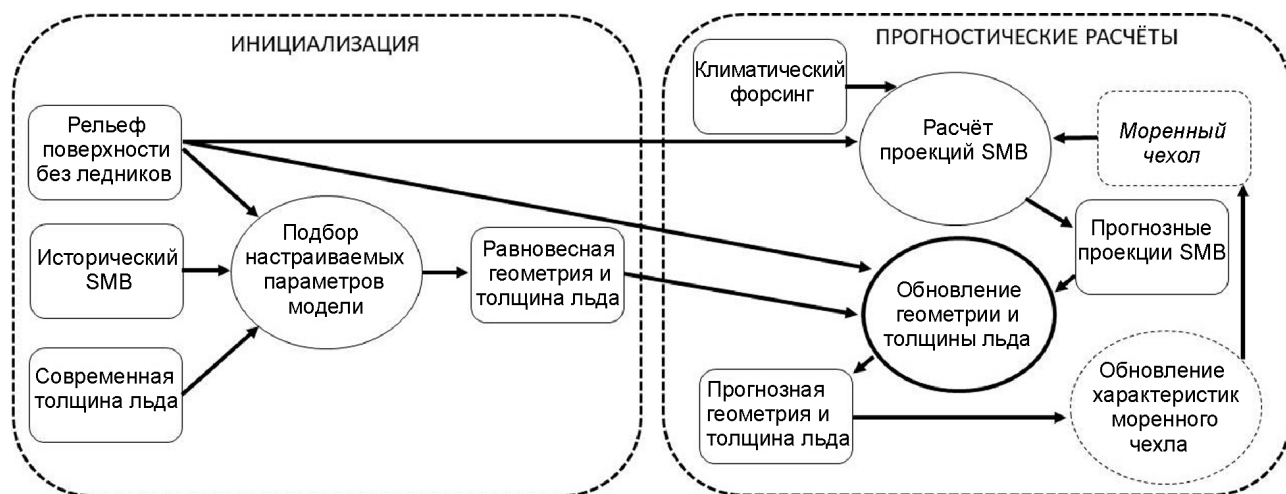 ИНИЦИАЛИЗАЦИЯ
Рельеф
поверхности
без ледников
Исторический
SMB
Современная
толщина льда
Подбор
настраиваемых
параметров
модели
Равновесная
геометрия и
толщина льда
ПРОГНОСТИЧЕСКИЕ РАСЧЁТЫ
Климатический
форсинг
Расчёт
проекций SMB
Моренный
чехол
Прогнозные
проекции SMB
Обновление
геометрии и
толщины льда
Прогнозная
геометрия и
толщина льда
Обновление
характеристик
моренного
чехла